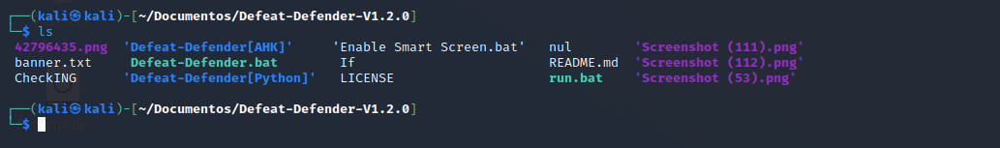 ┌──(kali㉿kali)-[~/Documentos/Defeat-Defender-V1.2.0]
└─$ ls
42796435.png 'Defeat-Defender[AHK]' 'Enable Smart Screen.bat' nul 'Screenshot (111).png'
banner.txt Defeat-Defender.bat If README.md 'Screenshot (112).png'
CheckING 'Defeat-Defender[Python]' LICENSE run.bat 'Screenshot (53).png'
┌──(kali㉿kali)-[~/Documentos/Defeat-Defender-V1.2.0]
└─$